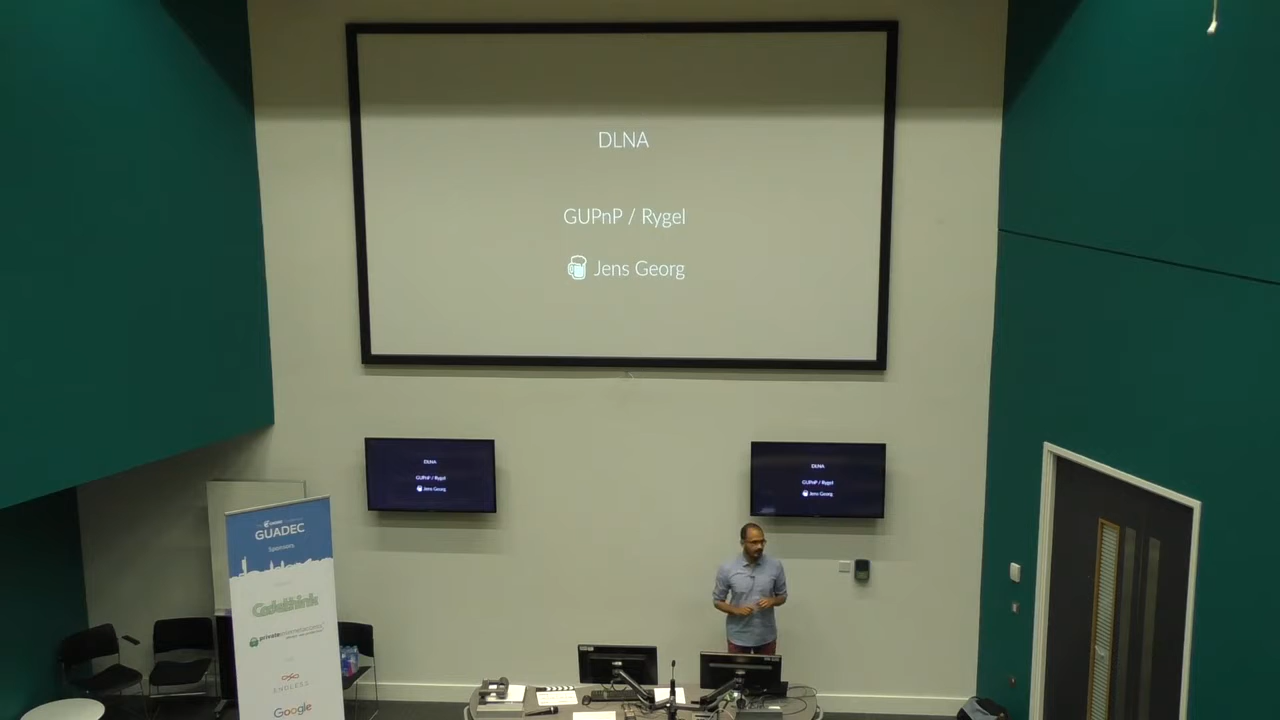 DLNA
GUPnP / Rygel
Jens Georg
DLNA
GUPnP / Rygel
Jens Georg
DLNA
GUPnP / Rygel
Jens Georg
GUADEC
Sponsors
Codethink
privateinternetaccess
ENDLESS
Google